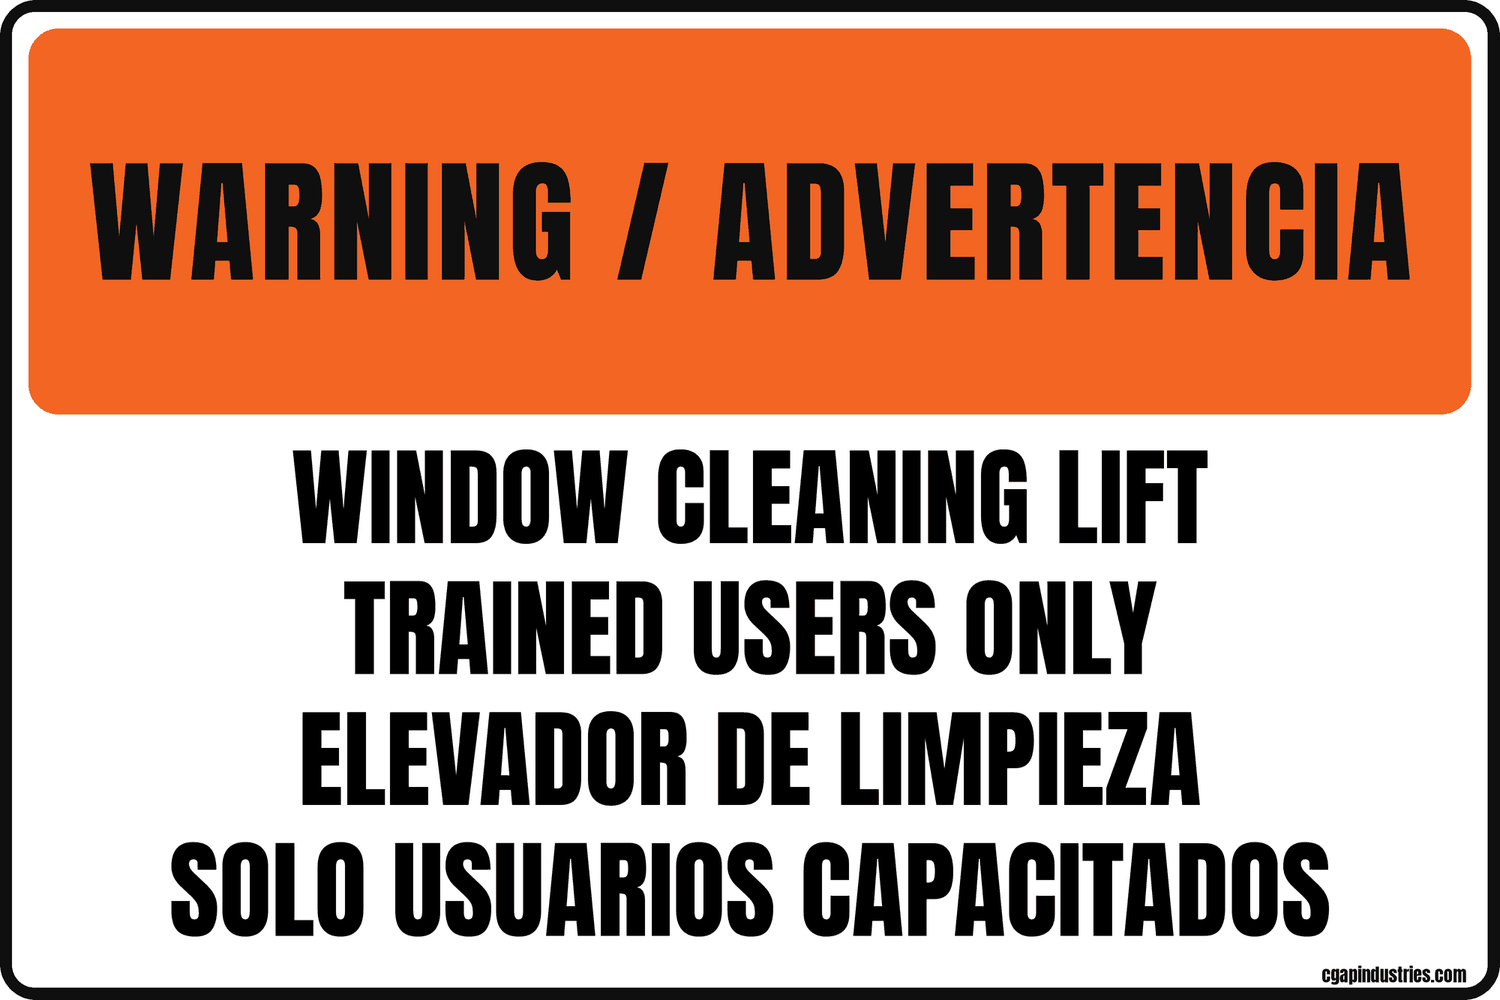 WARNING / ADVERTENCIA
WINDOW CLEANING LIFT
TRAINED USERS ONLY
ELEVADOR DE LIMPIEZA
SOLO USUARIOS CAPACITADOS
cgapindustries.com